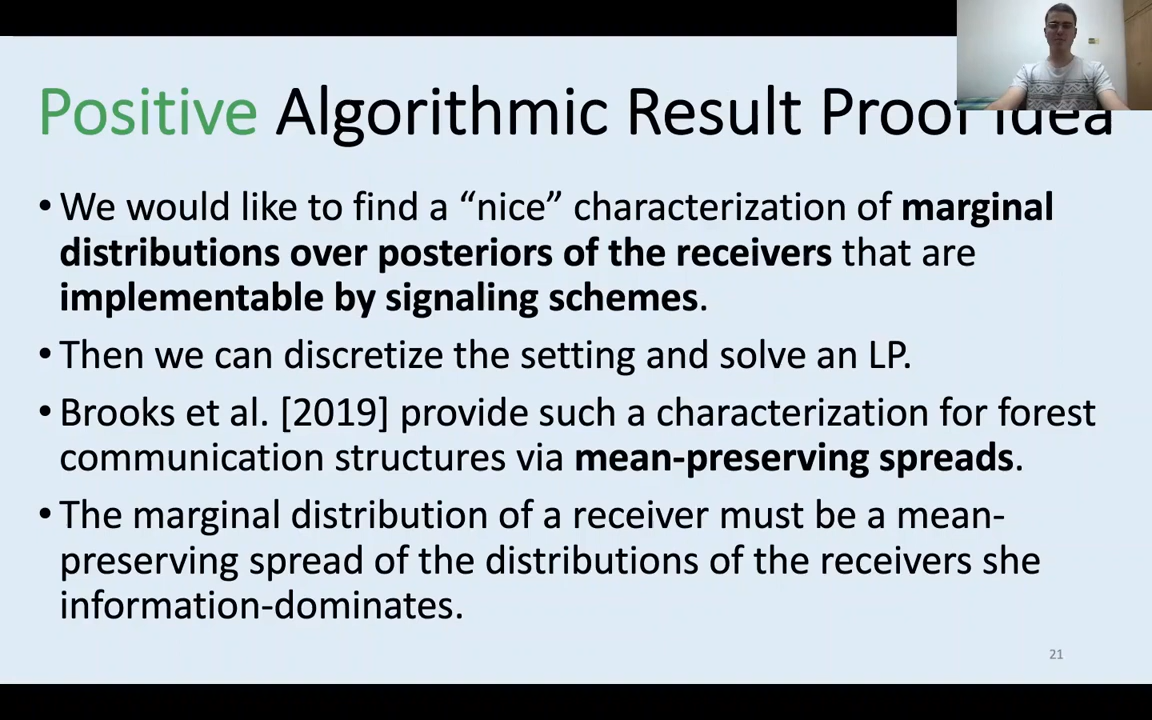 Positive Algorithmic Result Proof Idea
• We would like to find a “nice” characterization of marginal
distributions over posteriors of the receivers that are
implementable by signaling schemes.
• Then we can discretize the setting and solve an LP.
• Brooks et al. [2019] provide such a characterization for forest
communication structures via mean-preserving spreads.
• The marginal distribution of a receiver must be a mean-
preserving spread of the distributions of the receivers she
information-dominates.
21